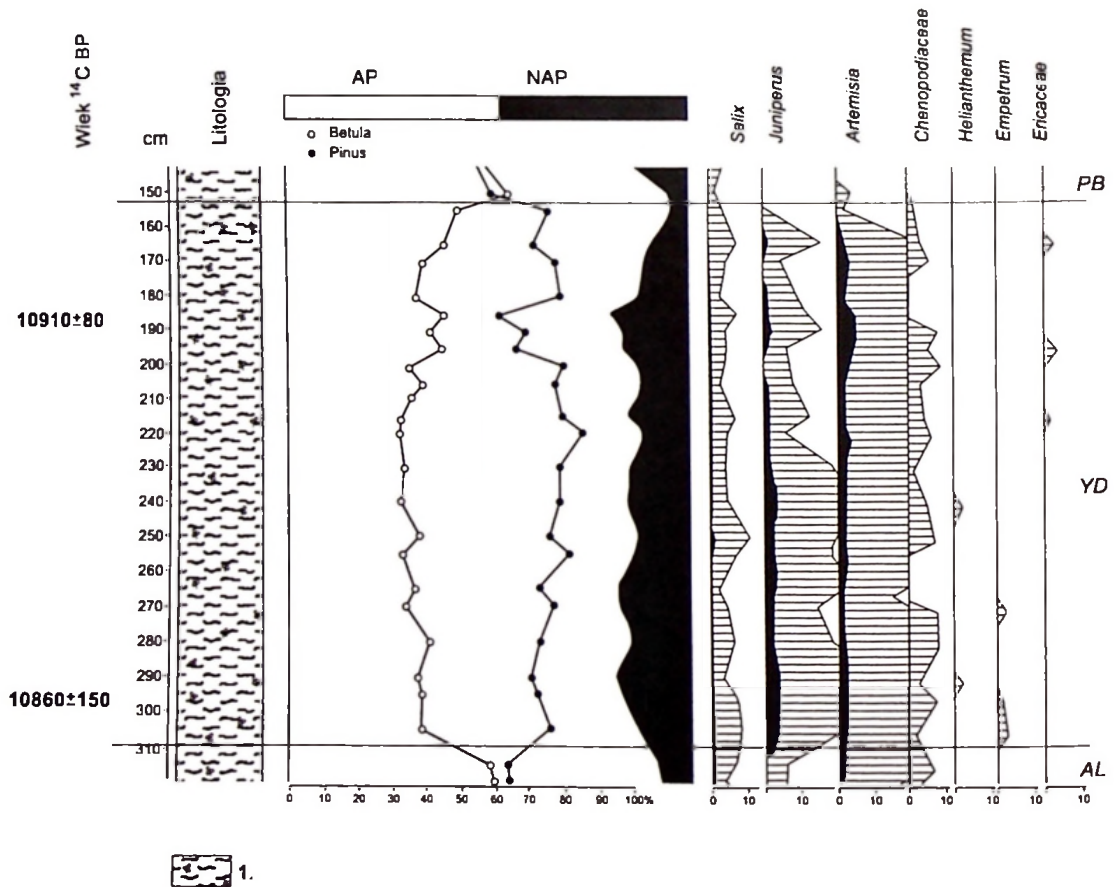 Wiek ¹⁴C BP
cm
Litologia
AP
NAP
Betula
Pinus
Salix
Juniperus
Artemisia
Chenopodiaceae
Helianthemum
Empetrum
Ericaceae
150
160
170
180
190
200
210
220
230
240
250
260
270
280
290
300
310
10910±80
10860±150
PB
YD
AL
0 10 20 30 40 50 60 70 80 90 100%
0 10 0 10 0 10 0 10 10 10 10
1.